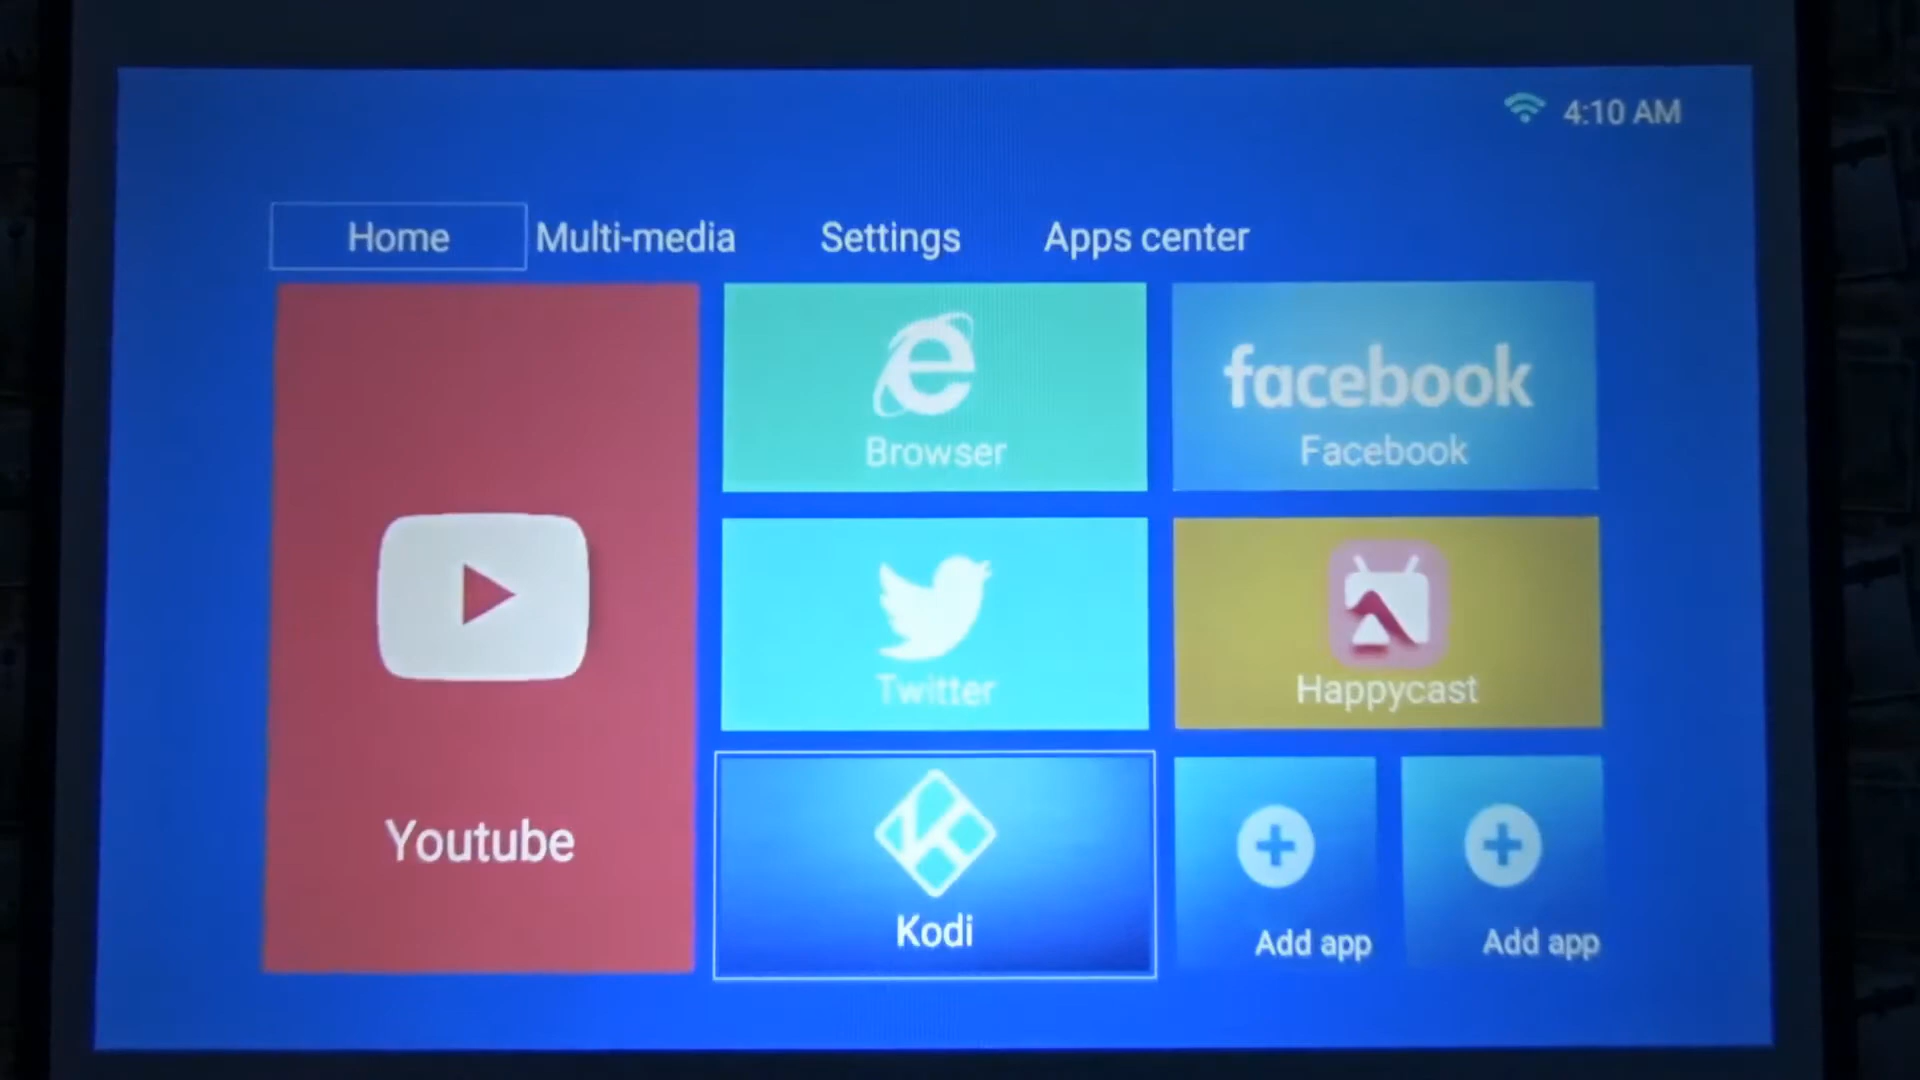 4:10 AM
Home Multi-media Settings Apps center
Browser
facebook
Facebook
Twitter
Happycast
Youtube
Kodi
Add app
Add app